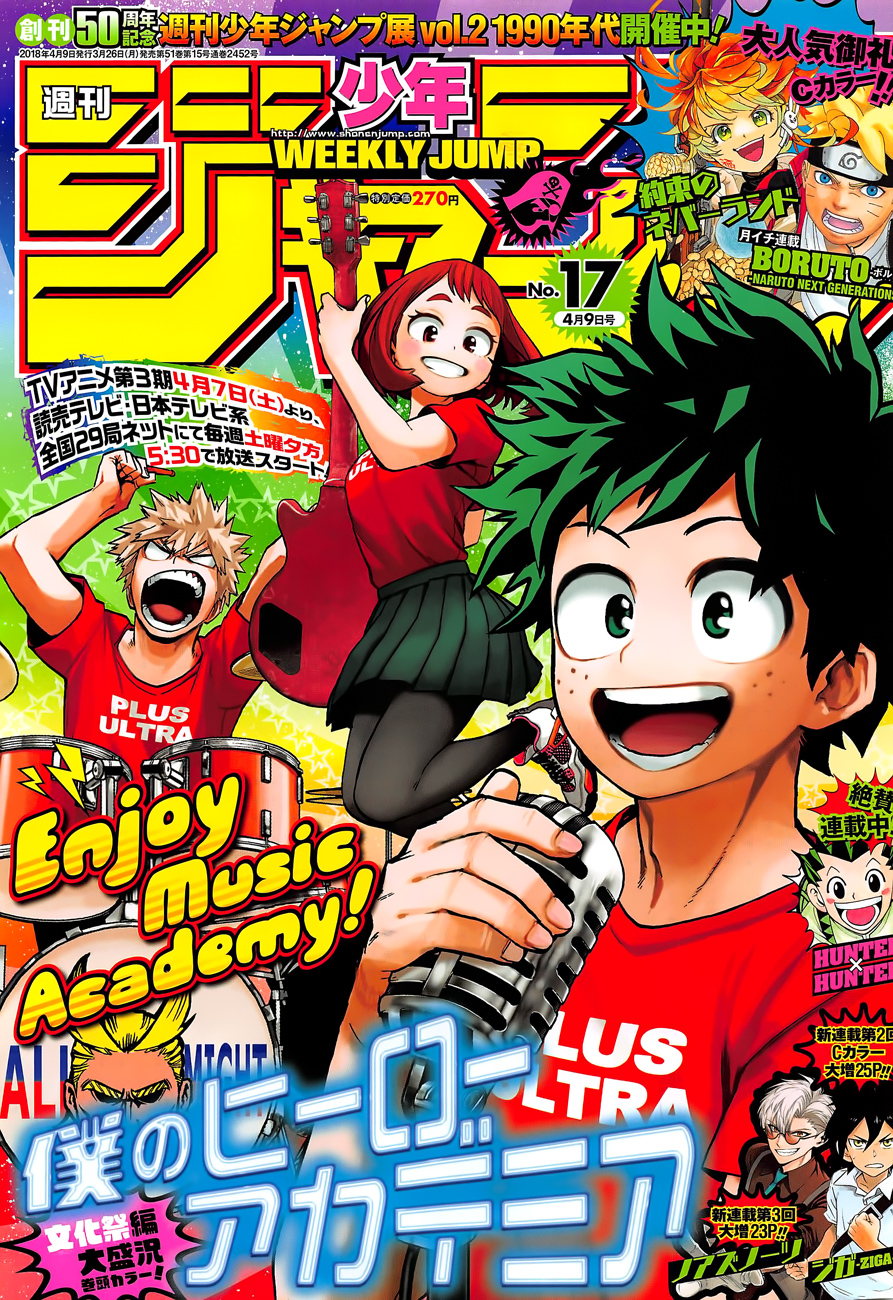 創刊50周年記念 週刊少年ジャンプ展 vol.2 1990年代開催中!
2018年4月9日発行3月26日(月)発売第51巻第15号通巻2452号
週刊
少年
ジャンプ
http://www.shonenjump.com
WEEKLY JUMP
特別定価270円
No.17
4月9日号
大人気御礼
Cカラー!!
約束の
ネバーランド
月イチ連載
BORUTO-ボル
-NARUTO NEXT GENERATIONS
TVアニメ第3期4月7日(土)より、
読売テレビ・日本テレビ系
全国29局ネットにて毎週土曜夕方
5:30で放送スタート!
PLUS
ULTRA
PLUS
UL
Enjoy
Music
Academy!
絶賛
連載中!
HUNTER
×
HUNTER
LUS
ULTRA
ALL MIGHT
僕のヒーロー
アカデミア
文化祭編
大盛況
巻頭カラー!
新連載第2回
Cカラー
大増25P!!
新連載第3回
大増23P!!
ノアズノーツ
ジガ-ZIGA